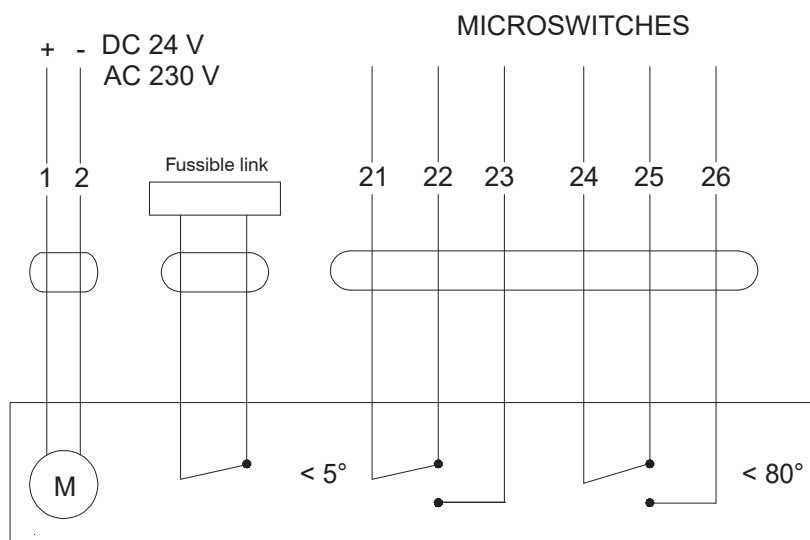 MICROSWITCHES
+ - DC 24 V
AC 230 V
Fussible link
1 2 21 22 23 24 25 26
< 5° < 80°
M